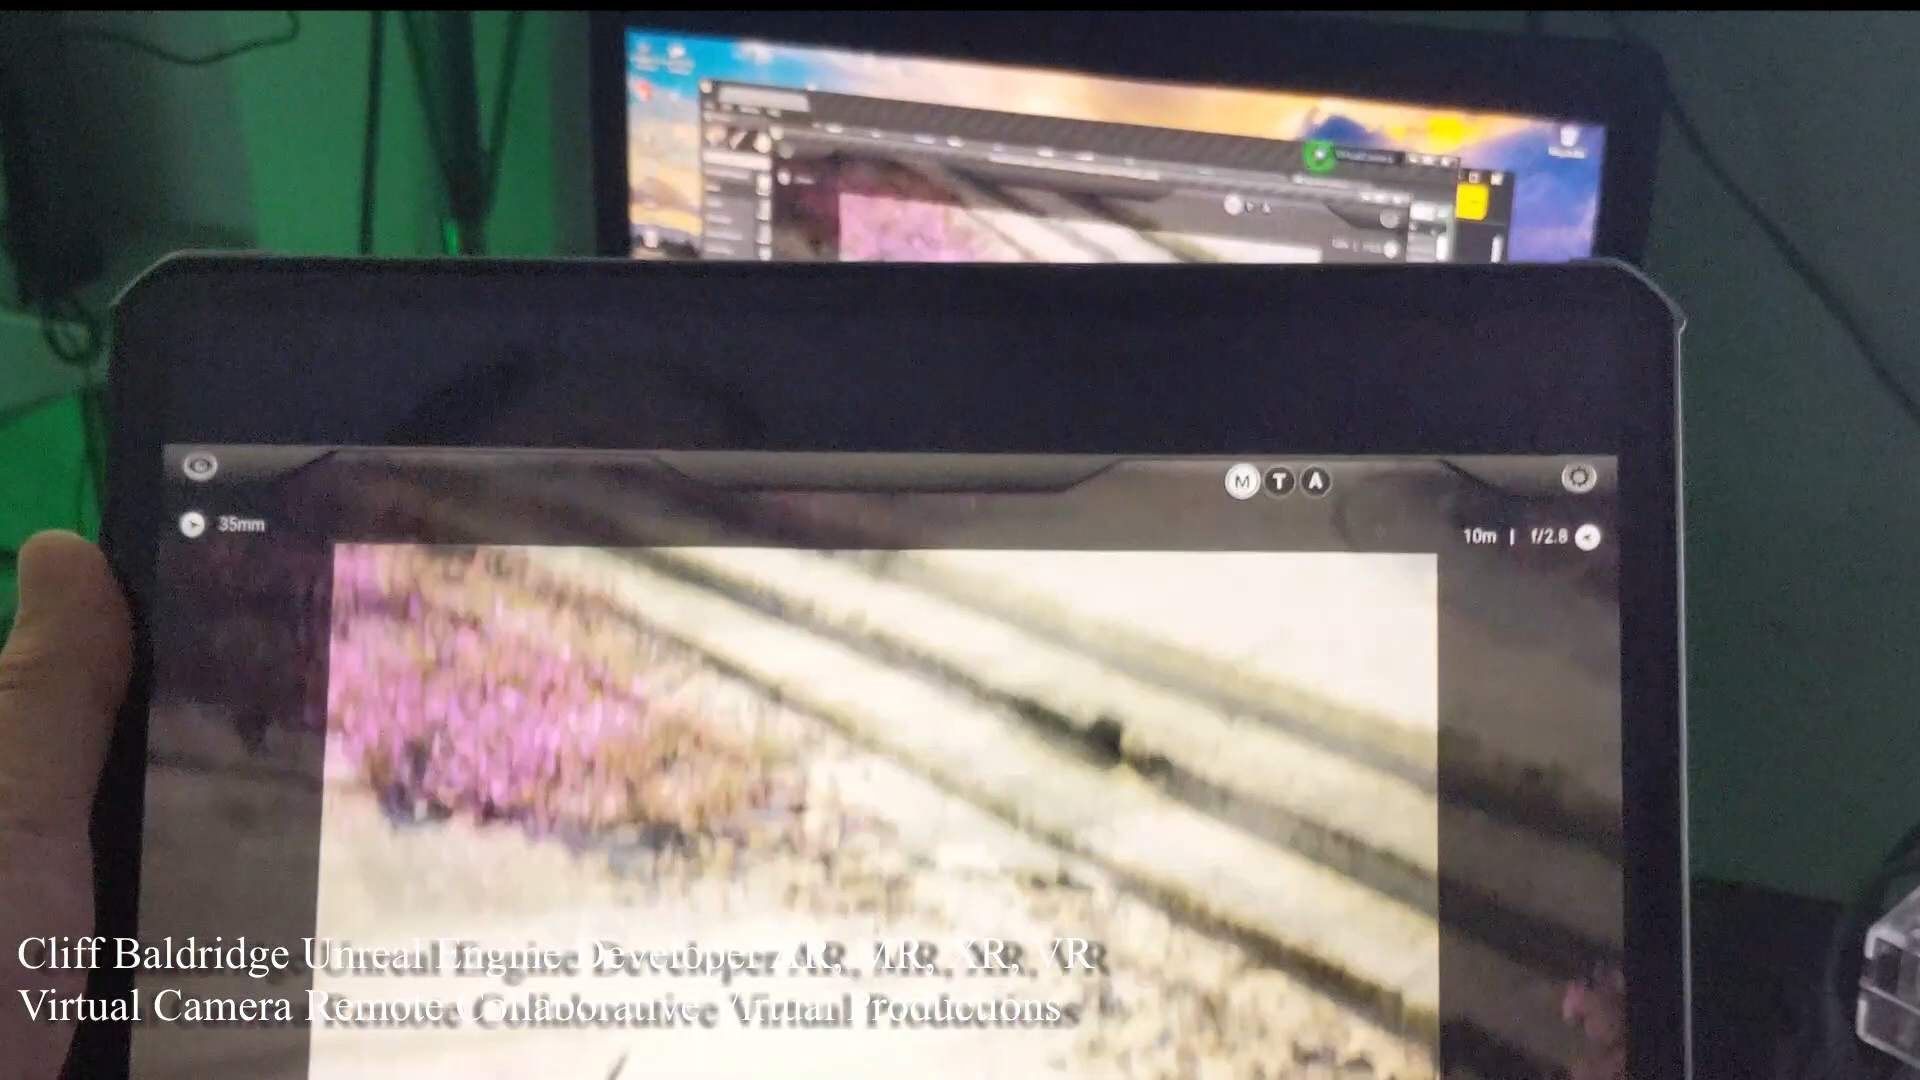 M T A
35mm
10m | f/2.8
Cliff Baldridge Unreal Engine Developer AR, MR, XR, VR
Virtual Camera Remote Collaborative Virtual Productions